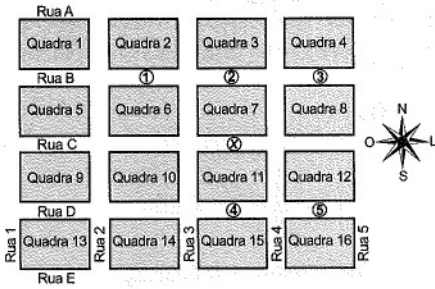 Rua A
Quadra 1 Quadra 2 Quadra 3 Quadra 4
Rua B 1 2 3
Quadra 5 Quadra 6 Quadra 7 Quadra 8
N
O L
S
Rua C X
Quadra 9 Quadra 10 Quadra 11 Quadra 12
Rua D 4 5
Rua 1 Quadra 13 Rua 2 Quadra 14 Rua 3 Quadra 15 Rua 4 Quadra 16 Rua 5
Rua E